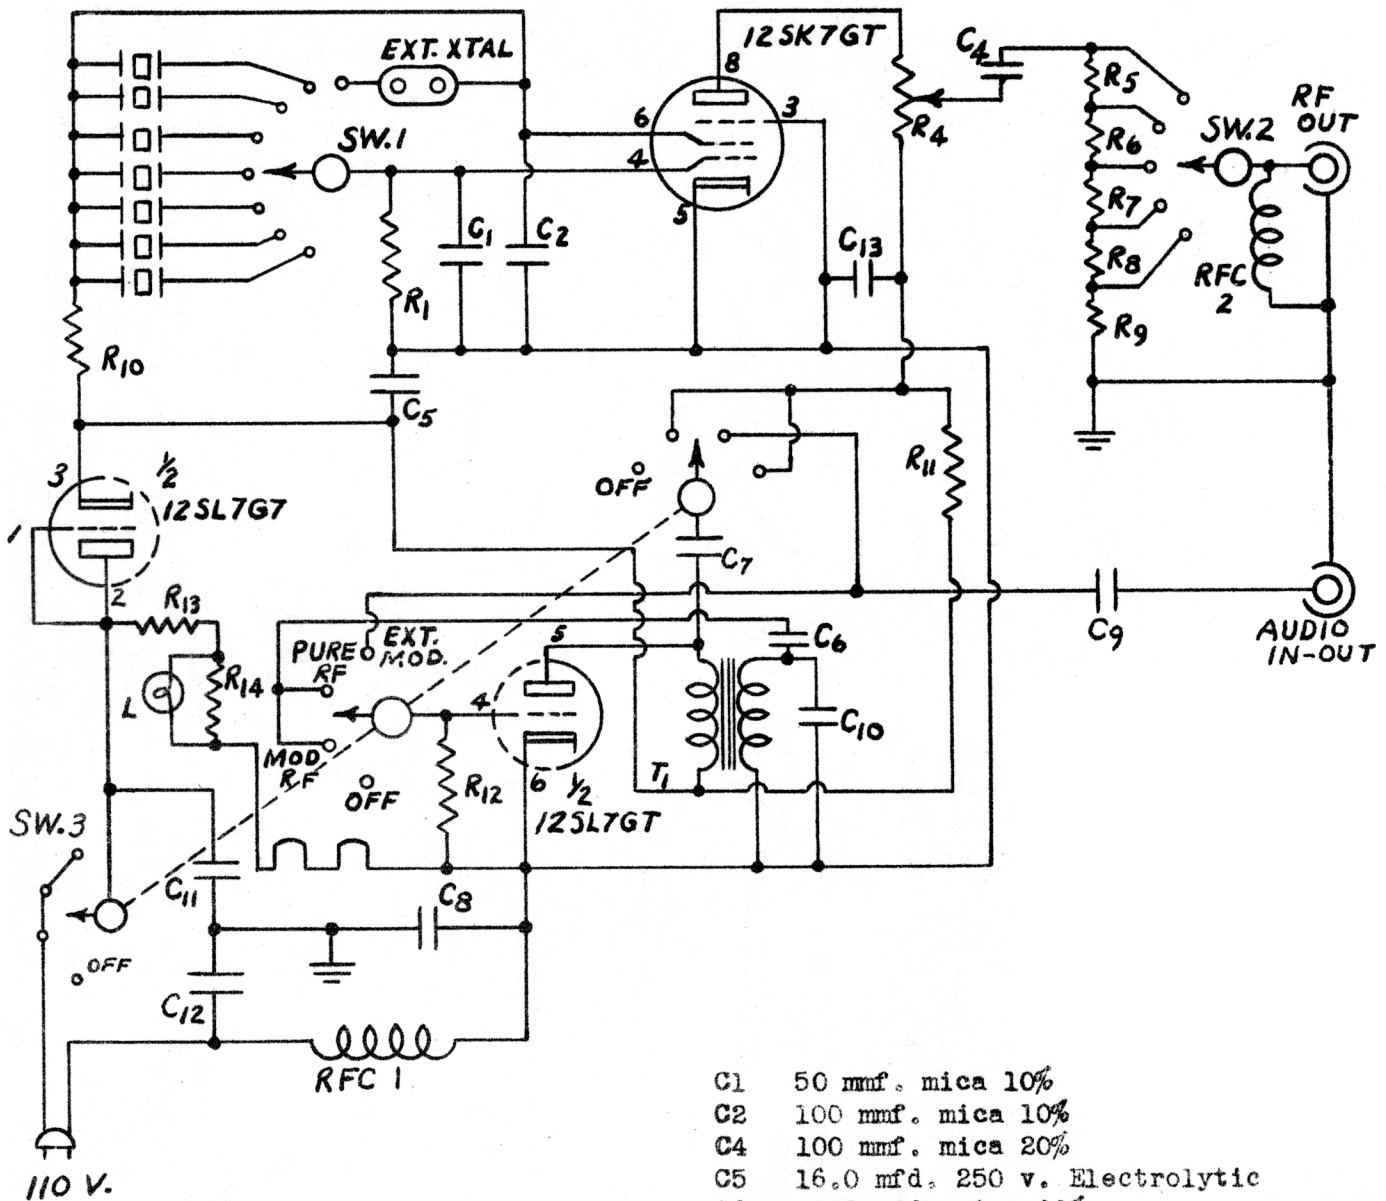 12SK7GT
EXT. XTAL
8
C4
R5
3
6
R4
R6
SW.2
RF
OUT
SW.1
4
5
R7
C1
C2
C13
R8
RFC
2
R1
R9
R10
C5
3
1/2
12SL7G7
R11
OFF
1
2
C7
R13
C9
AUDIO
IN-OUT
PURE
RF
EXT.
MOD.
5
C6
R14
L
4
C10
MOD
RF
OFF
R12
6
1/2
12SL7GT
T1
SW.3
C11
C8
OFF
C12
RFC 1
110 V.
C1 50 mmf. mica 10%
C2 100 mmf. mica 10%
C4 100 mmf. mica 20%
C5 16.0 mfd. 250 v. Electrolytic